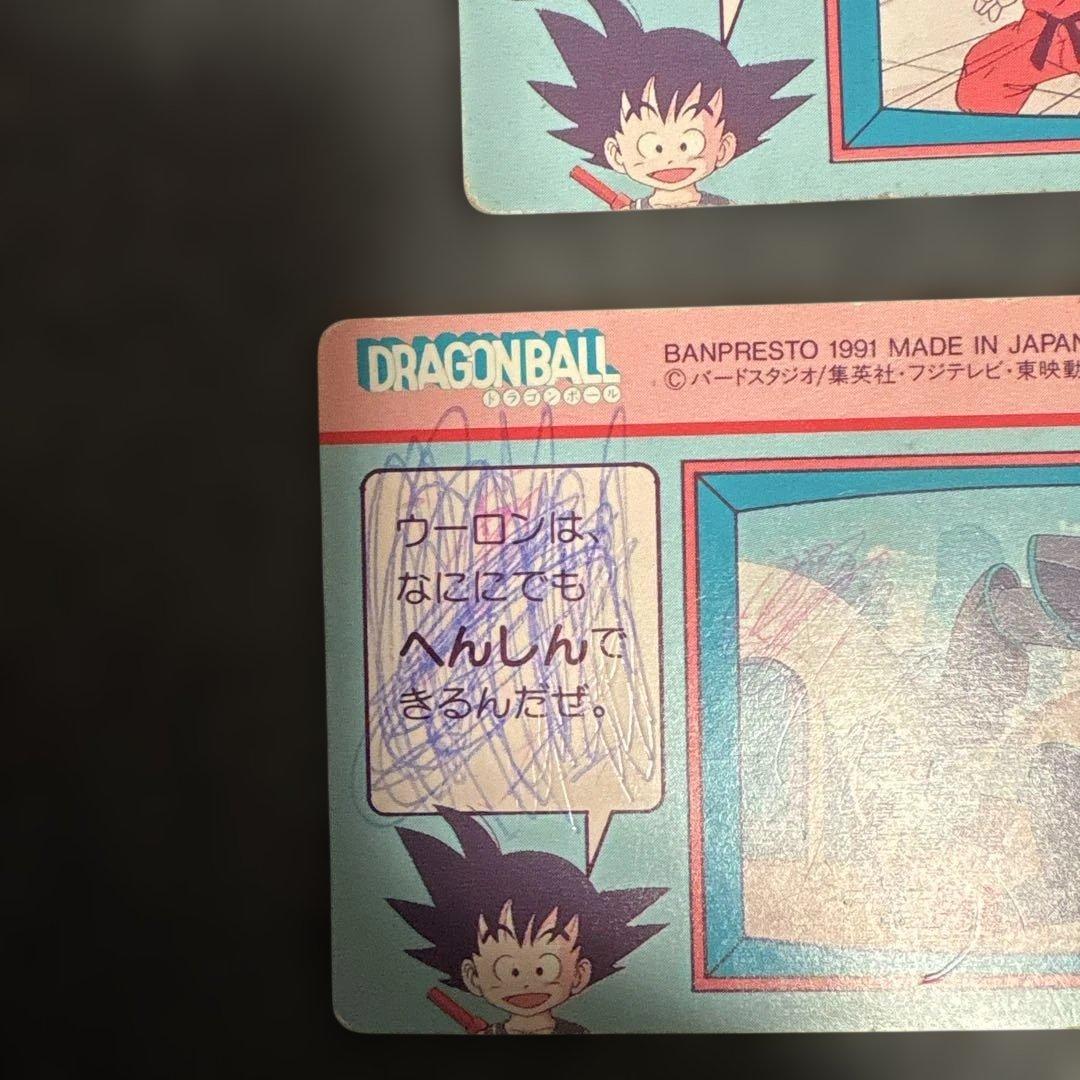 DRAGON BALL
ドラゴンボール
BANPRESTO 1991 MADE IN JAPAN
©バードスタジオ/集英社・フジテレビ・東映動
ウーロンは、
なににでも
へんしんで
きるんだぜ。